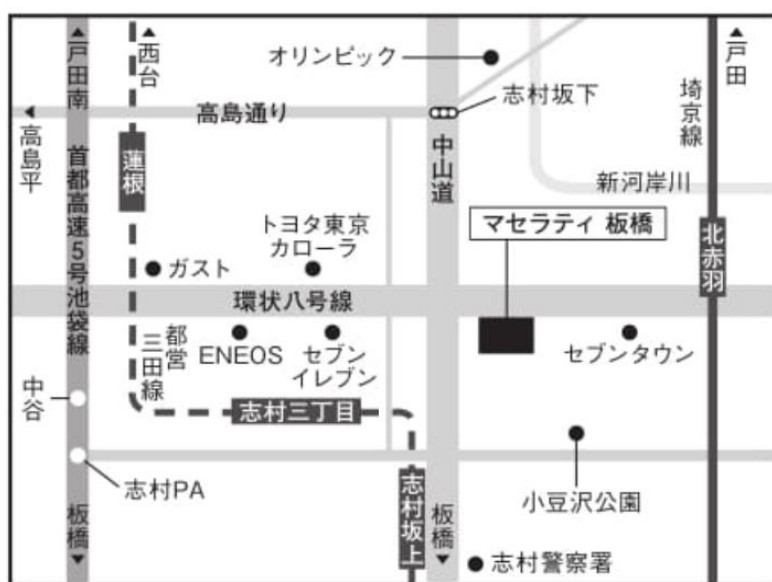 ▲戸田南
▲西台
オリンピック
▲戸田
志村坂下
高島通り
◀高島平
蓮根
中山道
埼京線
新河岸川
首都高速5号池袋線
トヨタ東京
カローラ
マセラティ 板橋
北赤羽
ガスト
環状八号線
都営
三田線
ENEOS
セブン
イレブン
セブンタウン
中谷
志村三丁目
志村PA
小豆沢公園
志村坂上
板橋▼
板橋▼
志村警察署